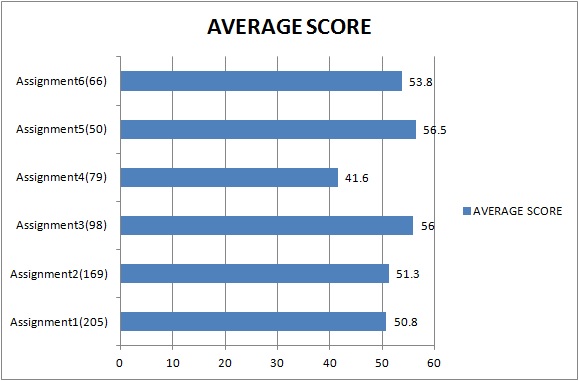 AVERAGE SCORE
Assignment6(66) 53.8
Assignment5(50) 56.5
Assignment4(79) 41.6
Assignment3(98) 56
AVERAGE SCORE
Assignment2(169) 51.3
Assignment1(205) 50.8
0 10 20 30 40 50 60